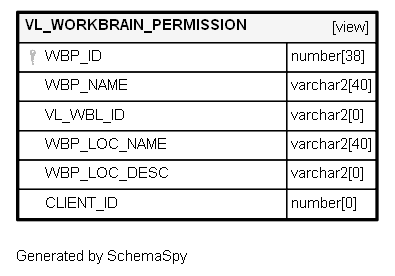 VL_WORKBRAIN_PERMISSION [view]
WBP_ID number[38]
WBP_NAME varchar2[40]
VL_WBL_ID varchar2[0]
WBP_LOC_NAME varchar2[40]
WBP_LOC_DESC varchar2[0]
CLIENT_ID number[0]
Generated by SchemaSpy